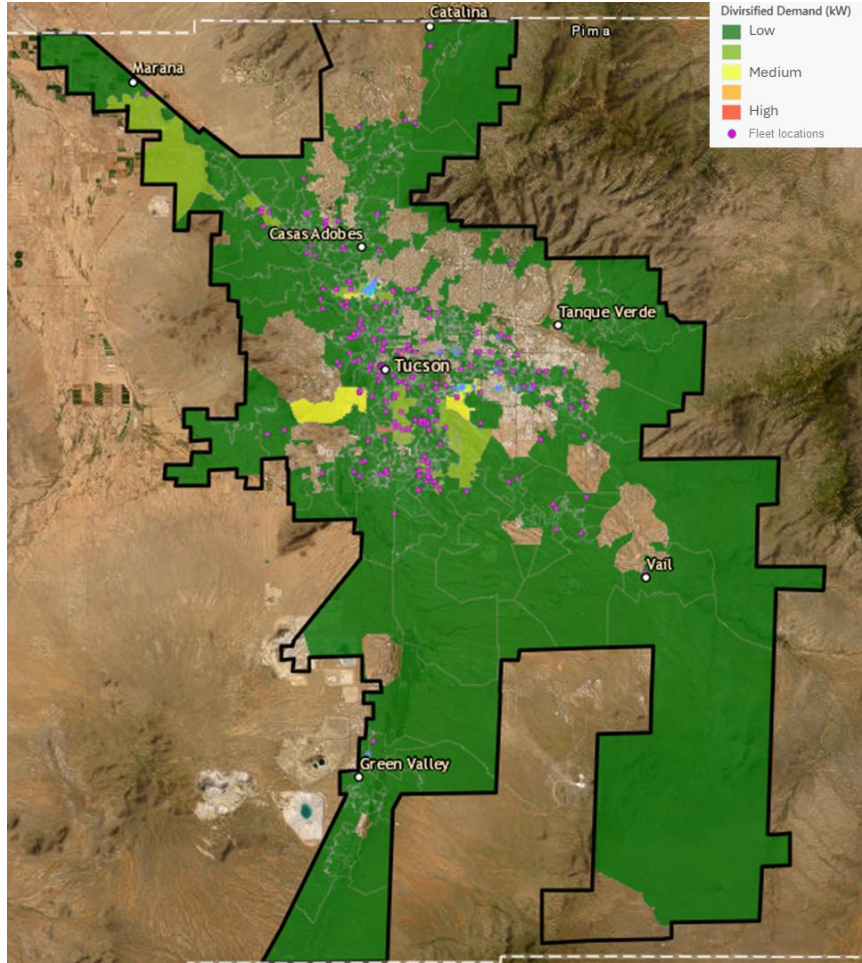 Catalina
Pima
Divirsified Demand (kW)
Low
Medium
High
Fleet locations
Marana
Casas Adobes
Tanque Verde
Tucson
Vail
Green Valley